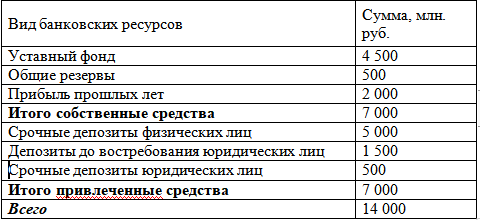 Вид банковских ресурсов Сумма, млн. руб.
Уставный фонд 4 500
Общие резервы 500
Прибыль прошлых лет 2 000
Итого собственные средства 7 000
Срочные депозиты физических лиц 5 000
Депозиты до востребования юридических лиц 1 500
Срочные депозиты юридических лиц 500
Итого привлеченные средства 7 000
Всего 14 000